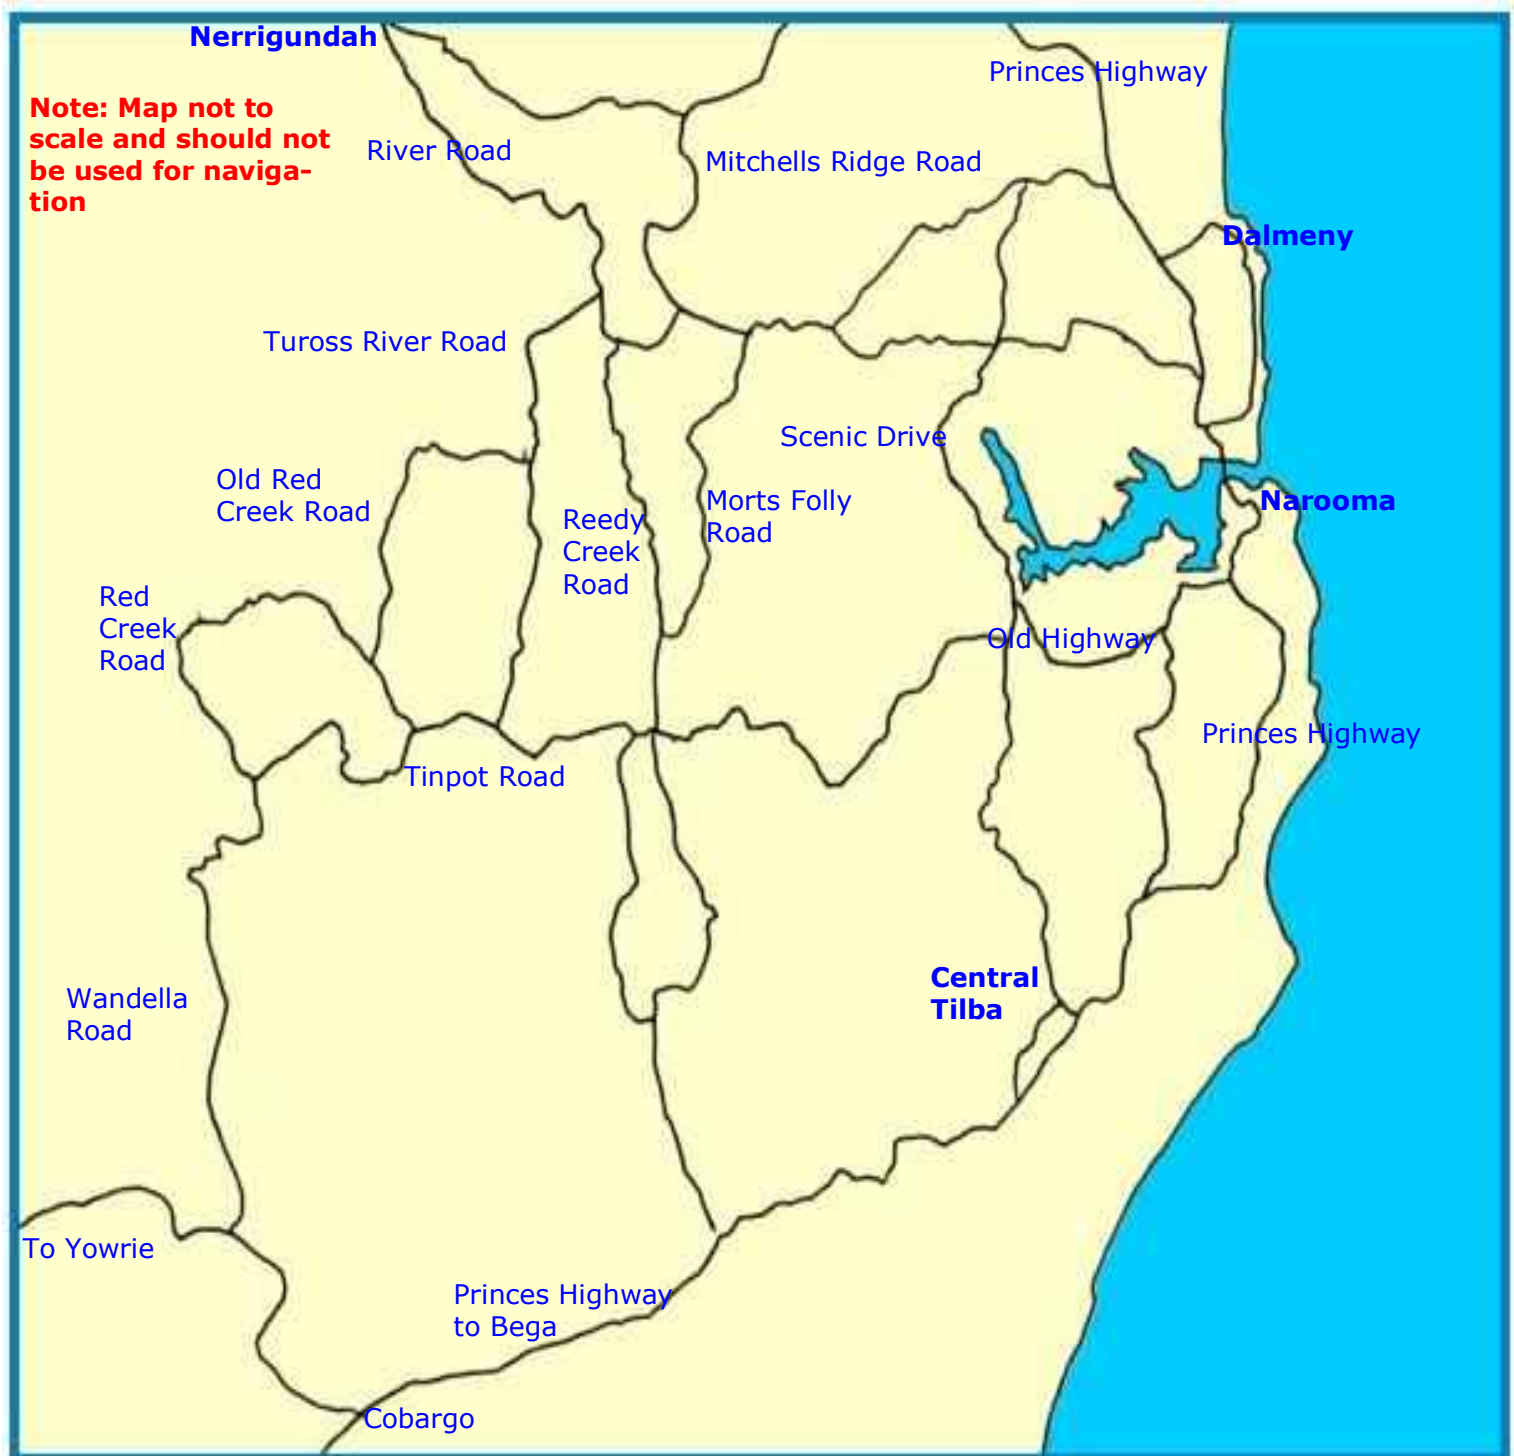 Nerrigundah
Princes Highway
Note: Map not to
scale and should not
be used for naviga-
tion
River Road
Mitchells Ridge Road
Dalmeny
Tuross River Road
Scenic Drive
Old Red
Creek Road
Morts Folly
Road
Narooma
Reedy
Creek
Road
Red
Creek
Road
Old Highway
Princes Highway
Tinpot Road
Central
Tilba
Wandella
Road
To Yowrie
Princes Highway
to Bega
Cobargo